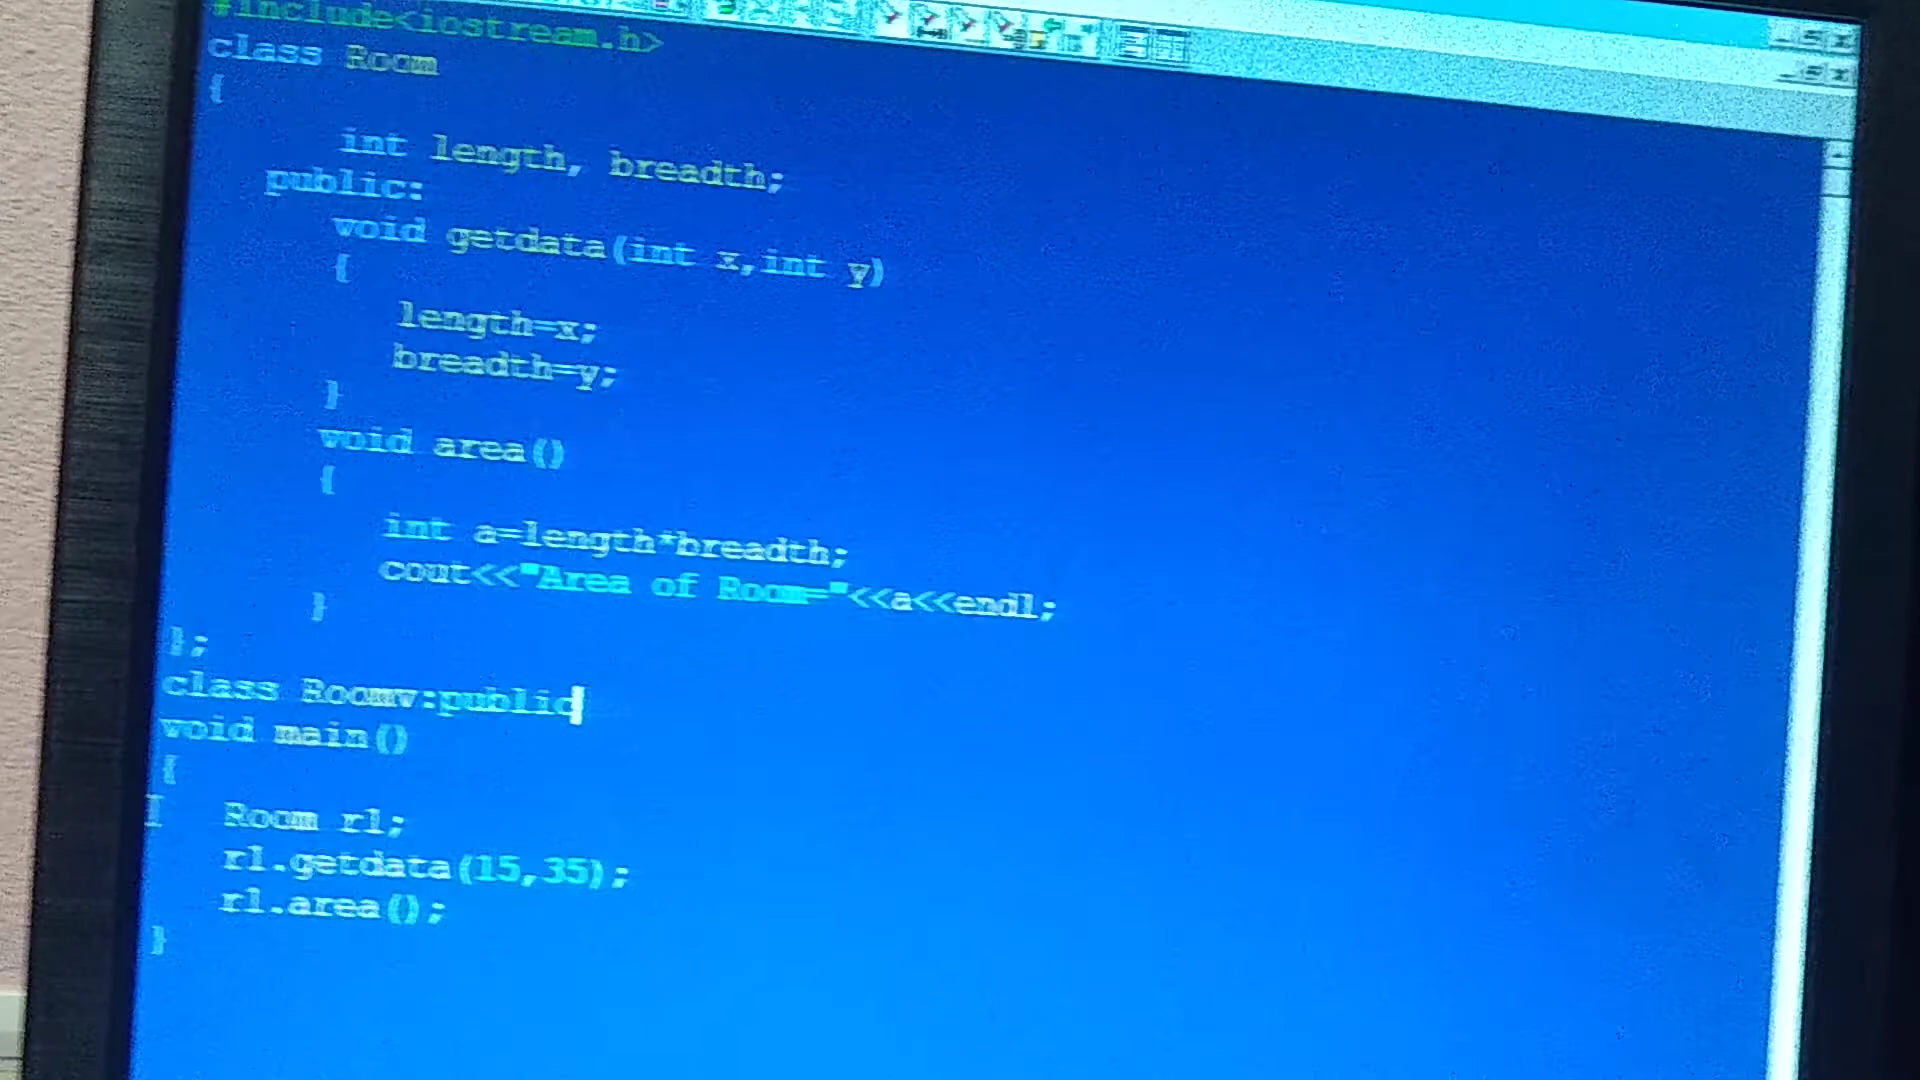 #include<iostream.h>
class Room
{
int length, breadth;
public:
void getdata(int x,int y)
{
length=x;
breadth=y;
}
void area()
{
int a=length*breadth;
cout<<"Area of Room="<<a<<endl;
}
};
class Roomv:public
void main()
{
Room r1;
r1.getdata(15,35);
r1.area();
}